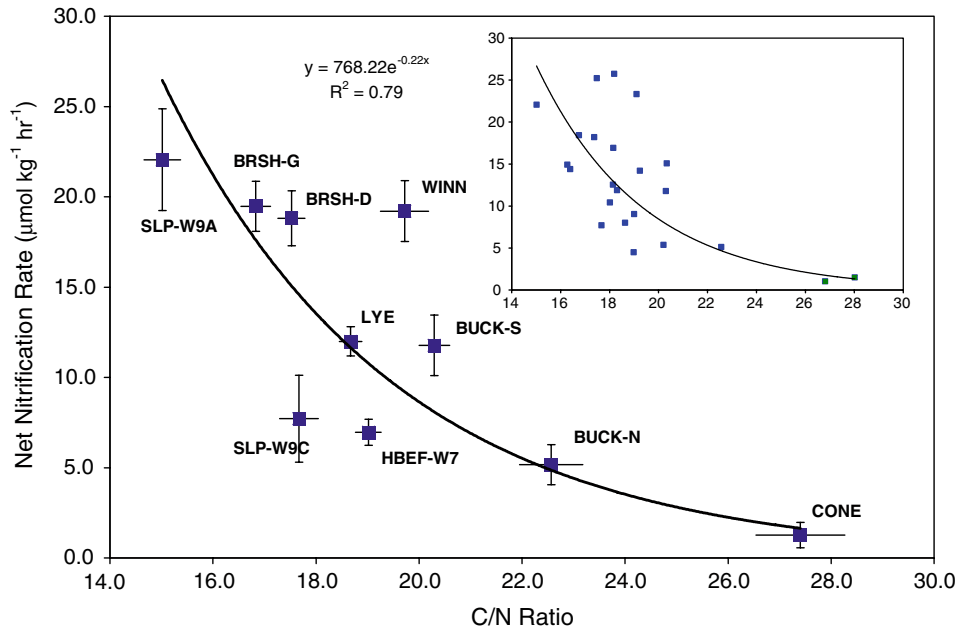 30.0
25.0
20.0
15.0
10.0
5.0
0.0
Net Nitrification Rate (μmol kg⁻¹ hr⁻¹)
y = 768.22e⁻⁰·²²ˣ
R² = 0.79
SLP-W9A
BRSH-G
BRSH-D
WINN
LYE
BUCK-S
SLP-W9C
HBEF-W7
BUCK-N
CONE
14.0 16.0 18.0 20.0 22.0 24.0 26.0 28.0 30.0
C/N Ratio
30
25
20
15
10
5
0
14 16 18 20 22 24 26 28 30